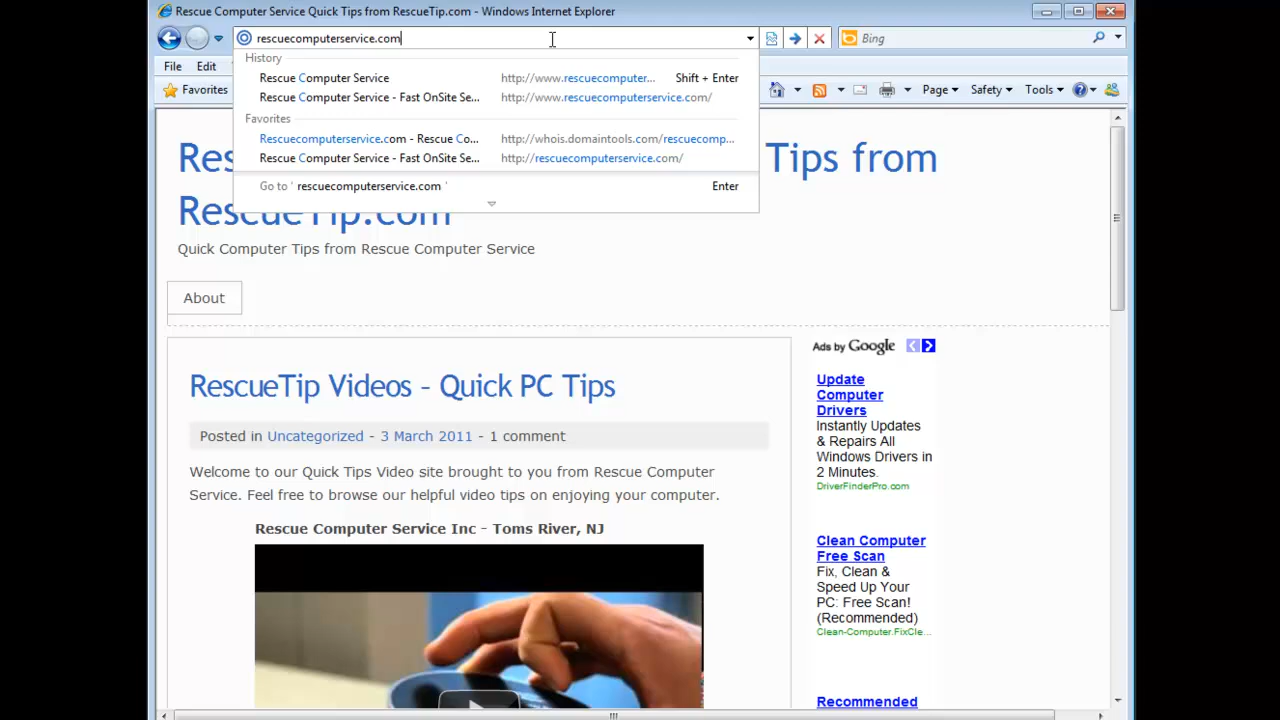 Rescue Computer Service Quick Tips from RescueTip.com - Windows Internet Explorer
rescuecomputerservice.com
Bing
History
Rescue Computer Service http://www.rescuecomputer... Shift + Enter
Rescue Computer Service - Fast OnSite Se... http://www.rescuecomputerservice.com/
Favorites
Rescuecomputerservice.com - Rescue Co... http://whois.domaintools.com/rescuecomp...
Rescue Computer Service - Fast OnSite Se... http://rescuecomputerservice.com/
Go to ' rescuecomputerservice.com ' Enter
File Edit
Favorites
Page Safety Tools
Res Tips from
RescueTip.com
Quick Computer Tips from Rescue Computer Service
About
RescueTip Videos - Quick PC Tips
Posted in Uncategorized - 3 March 2011 - 1 comment
Welcome to our Quick Tips Video site brought to you from Rescue Computer
Service. Feel free to browse our helpful video tips on enjoying your computer.
Rescue Computer Service Inc - Toms River, NJ
Ads by Google
Update
Computer
Drivers
Instantly Updates
& Repairs All
Windows Drivers in
2 Minutes.
DriverFinderPro.com
Clean Computer
Free Scan
Fix, Clean &
Speed Up Your
PC: Free Scan!
(Recommended)
Clean-Computer.FixCle...
Recommended